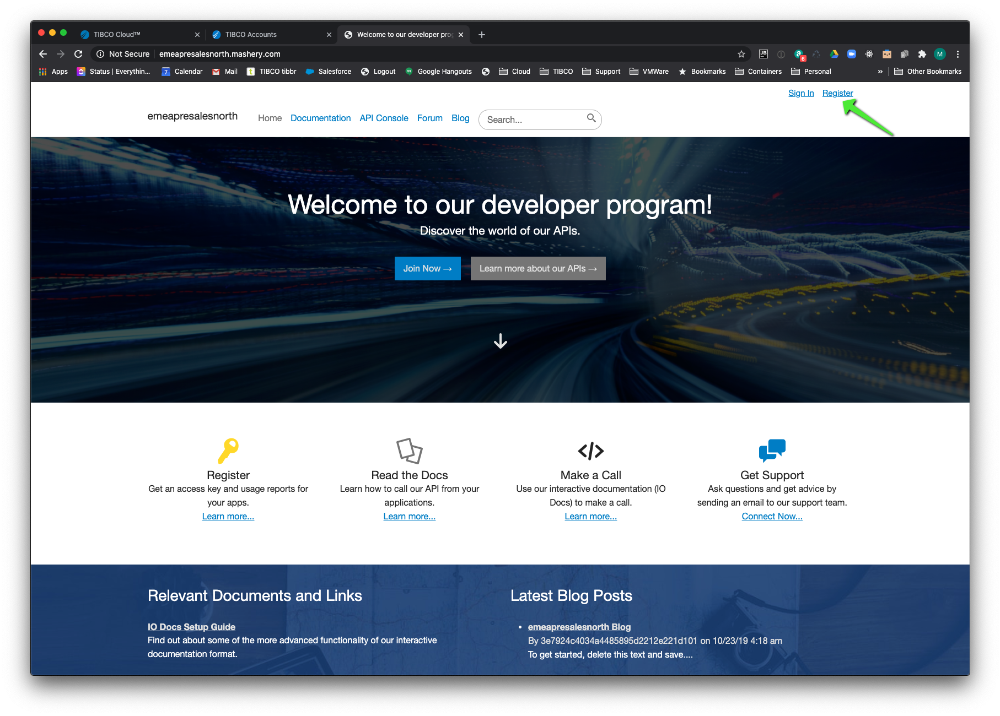 TIBCO Cloud™
TIBCO Accounts
Welcome to our developer prog
Not Secure
emeapresalesnorth.mashery.com
JB
a
6
M
Apps
Status | Everythin...
7
Calendar
Mail
t
TIBCO tibbr
Salesforce
Logout
Google Hangouts
Cloud
TIBCO
Support
VMWare
Bookmarks
Containers
Personal
»
Other Bookmarks
Sign In
Register
emeapresalesnorth
Home
Documentation
API Console
Forum
Blog
Search...
Welcome to our developer program!
Discover the world of our APIs.
Join Now →
Learn more about our APIs →
Register
Get an access key and usage reports for
your apps.
Learn more...
Read the Docs
Learn how to call our API from your
applications.
Learn more...
Make a Call
Use our interactive documentation (IO
Docs) to make a call.
Learn more...
Get Support
Ask questions and get advice by
sending an email to our support team.
Connect Now...
Relevant Documents and Links
IO Docs Setup Guide
Find out about some of the more advanced functionality of our interactive
documentation format.
Latest Blog Posts
• emeapresalesnorth Blog
By 3e7924c4034a4485895d2212e221d101 on 10/23/19 4:18 am
To get started, delete this text and save....